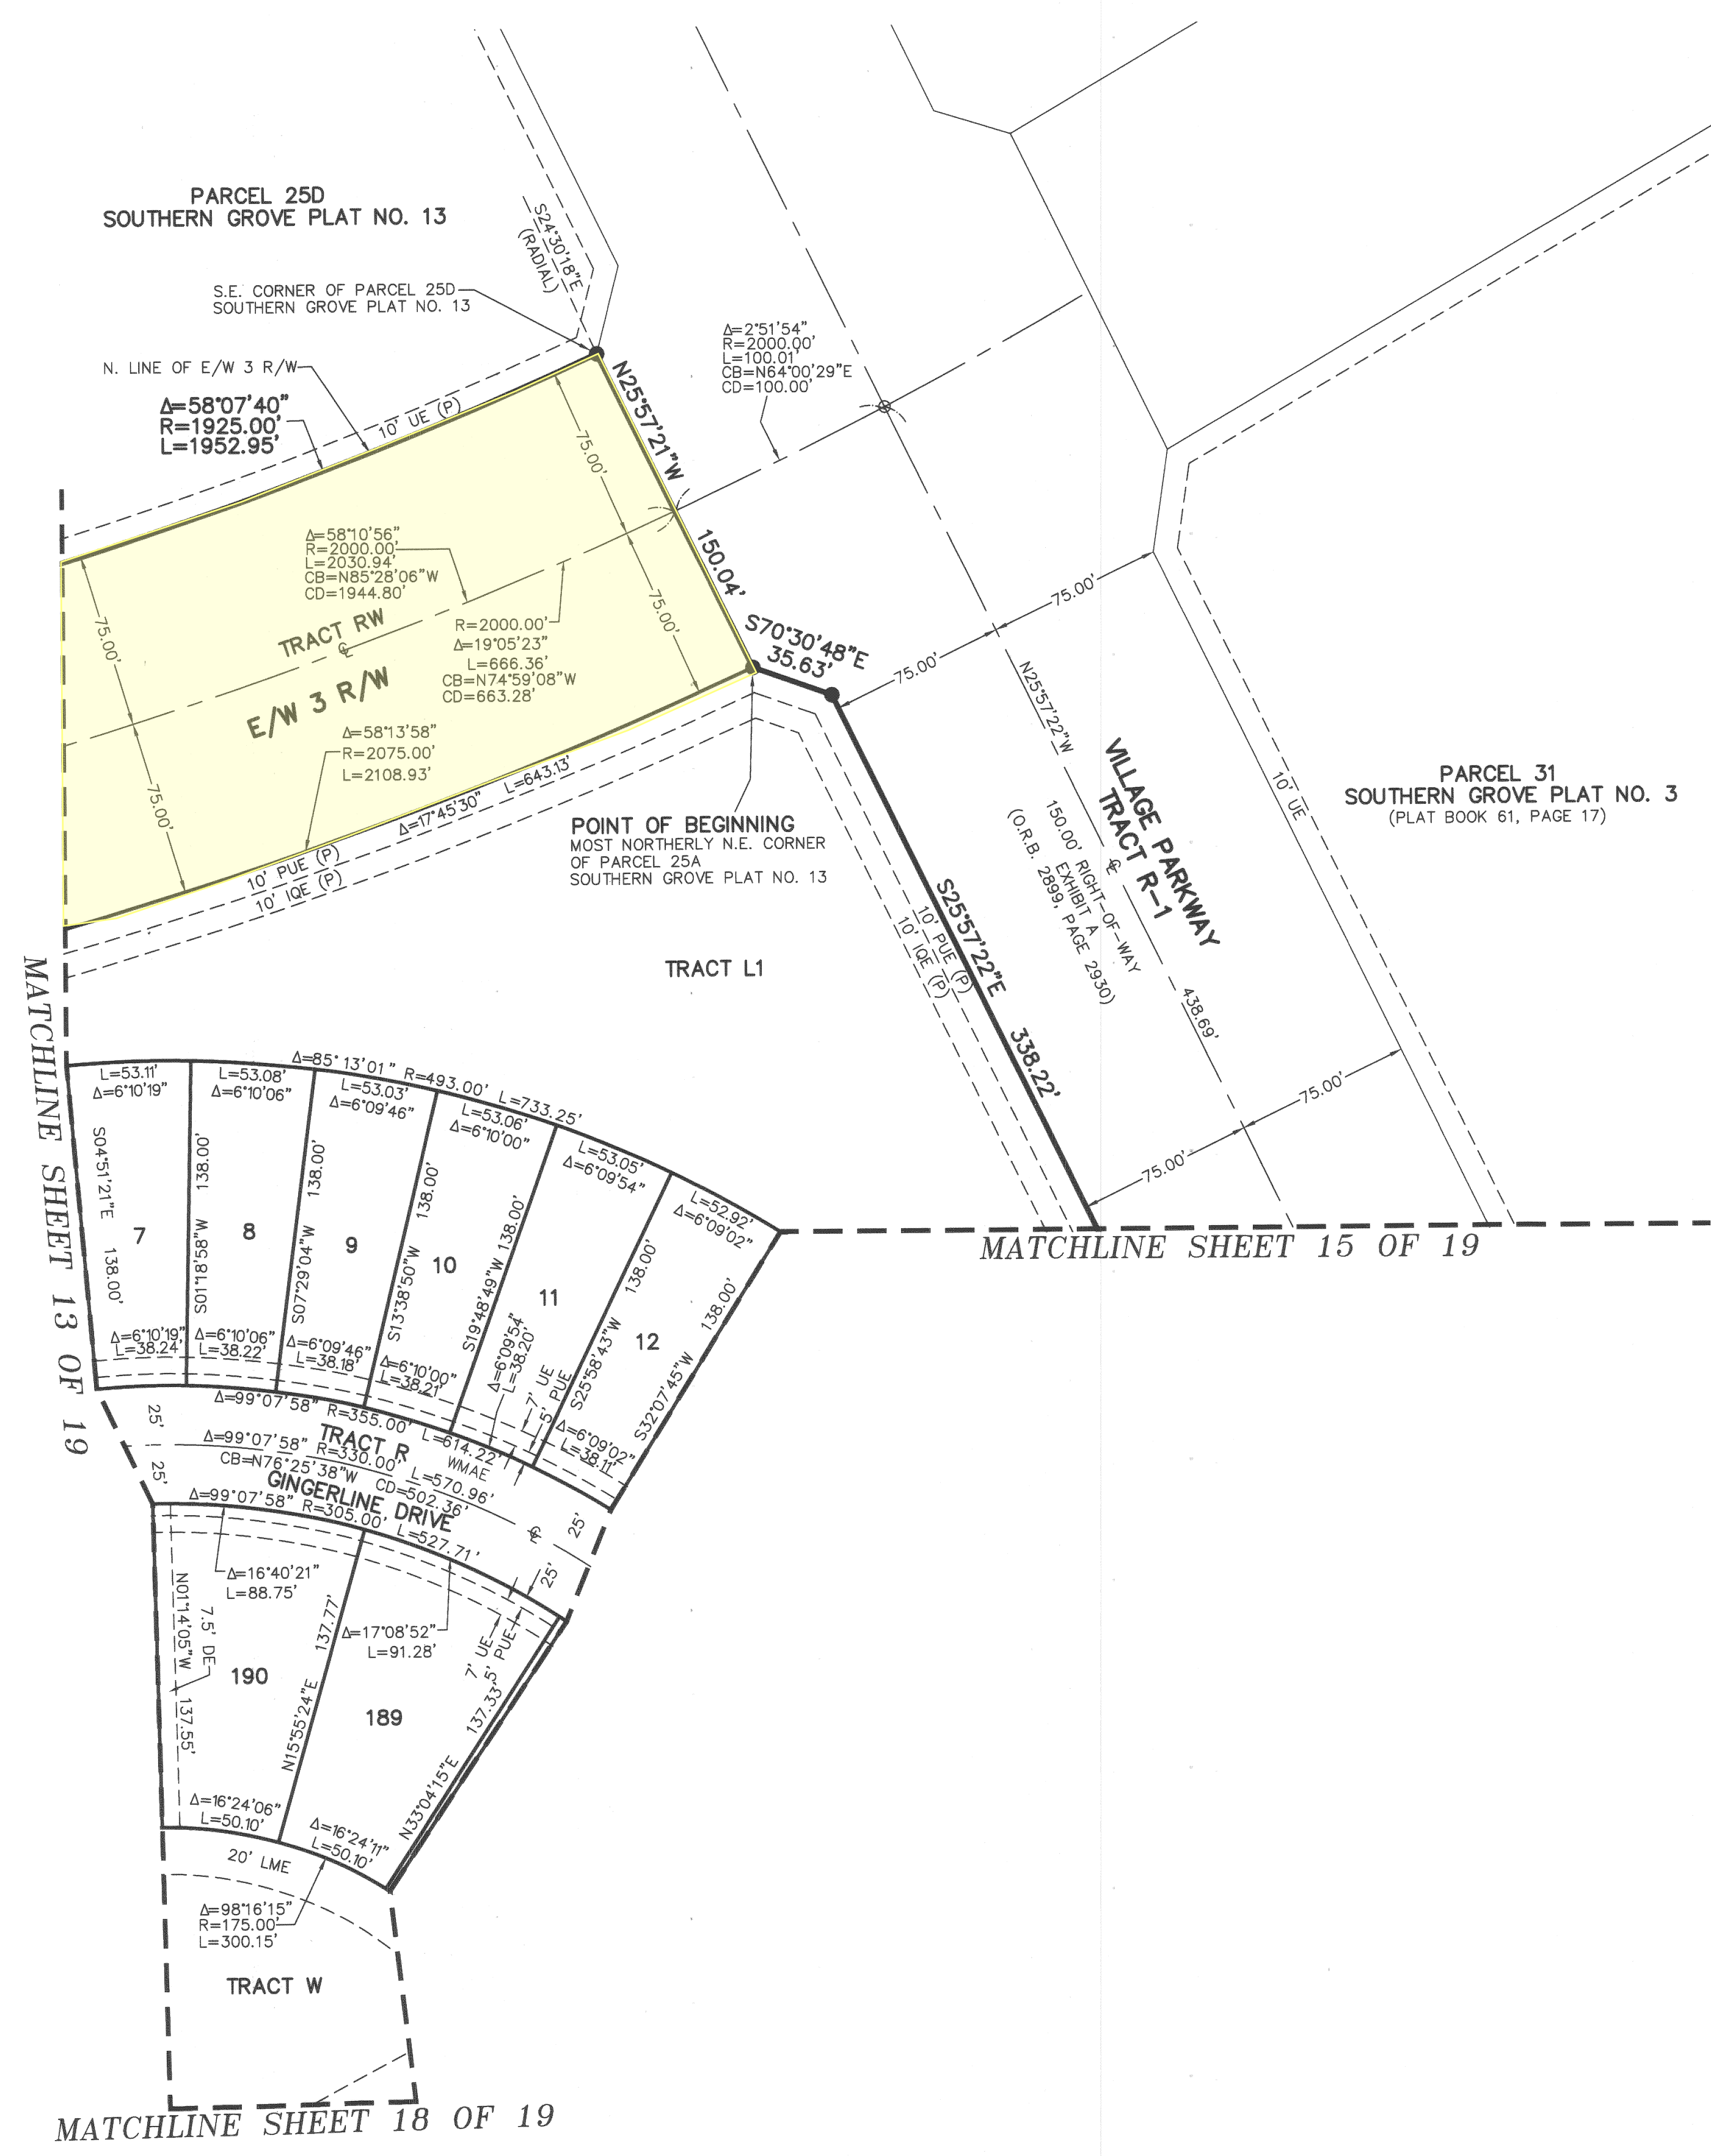 PARCEL 25D
SOUTHERN GROVE PLAT NO. 13
S24°30'18"E
(RADIAL)
S.E. CORNER OF PARCEL 25D
SOUTHERN GROVE PLAT NO. 13
N. LINE OF E/W 3 R/W
Δ=58°07'40"
R=1925.00'
L=1952.95'
10' UE (P)
N25°57'21"W
150.04'
Δ=2°51'54"
R=2000.00'
L=100.01'
CB=N64°00'29"E
CD=100.00'
75.00'
75.00'
75.00'
75.00'
Δ=58°10'56"
R=2000.00'
L=2030.94'
CB=N85°28'06"W
CD=1944.80'
R=2000.00'
Δ=19°05'23"
L=666.36'
CB=N74°59'08"W
CD=663.28'
TRACT RW
℄
E/W 3 R/W
Δ=58°13'58"
R=2075.00'
L=2108.93'
Δ=17°45'30" L=643.13'
10' PUE (P)
10' IQE (P)
S70°30'48"E
35.63'
75.00'
75.00'
POINT OF BEGINNING
MOST NORTHERLY N.E. CORNER
OF PARCEL 25A
SOUTHERN GROVE PLAT NO. 13
N25°57'22"W
438.69'
VILLAGE PARKWAY
TRACT R-1
℄
150.00' RIGHT-OF-WAY
EXHIBIT A
(O.R.B. 2899, PAGE 2930)
10' UE
PARCEL 31
SOUTHERN GROVE PLAT NO. 3
(PLAT BOOK 61, PAGE 17)
S25°57'22"E
338.22'
10' PUE (P)
10' IQE (P)
75.00'
75.00'
TRACT L1
MATCHLINE SHEET 13 OF 19
MATCHLINE SHEET 15 OF 19
Δ=85°13'01" R=493.00' L=733.25'
L=53.11'
Δ=6°10'19"
L=53.08'
Δ=6°10'06"
L=53.03'
Δ=6°09'46"
L=53.06'
Δ=6°10'00"
L=53.05'
Δ=6°09'54"
L=52.92'
Δ=6°09'02"
S04°51'21"E 138.00'
7
S01°18'58"W 138.00'
8
S07°29'04"W 138.00'
9
S13°38'50"W 138.00'
10
S19°48'49"W 138.00'
11
S25°58'43"W 138.00'
12
S32°07'45"W 138.00'
Δ=6°10'19"
L=38.24'
Δ=6°10'06"
L=38.22'
Δ=6°09'46"
L=38.18'
Δ=6°10'00"
L=38.21'
Δ=6°09'54"
L=38.20'
7' UE
5' PUE
Δ=6°09'02"
L=38.11'
25'
25'
Δ=99°07'58" R=355.00' L=614.22'
TRACT R
WMAE
Δ=99°07'58" R=330.00' L=570.96'
CB=N76°25'38"W CD=502.36'
GINGERLINE DRIVE
℄
Δ=99°07'58" R=305.00' L=527.71'
25'
25'
Δ=16°40'21"
L=88.75'
Δ=17°08'52"
L=91.28'
7' UE
5' PUE
N01°14'05"W 137.55'
7.5' DE
190
N15°55'24"E 137.77'
189
N33°04'15"E 137.33'
Δ=16°24'06"
L=50.10'
Δ=16°24'11"
L=50.10'
20' LME
Δ=98°16'15"
R=175.00'
L=300.15'
TRACT W
MATCHLINE SHEET 18 OF 19